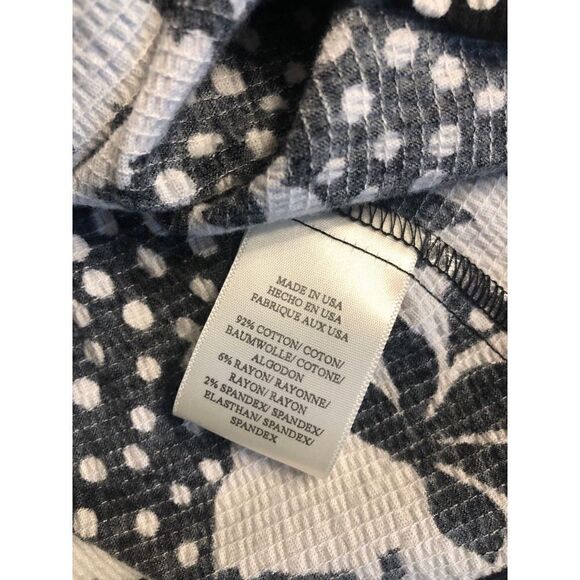 MADE IN USA
HECHO EN USA
FABRIQUE AUX USA
92% COTTON/ COTON/
BAUMWOLLE/ COTONE/
ALGODON
6% RAYON/ RAYONNE/
RAYON/ RAYON
2% SPANDEX/ SPANDEX/
ELASTHAN/ SPANDEX/
SPANDEX